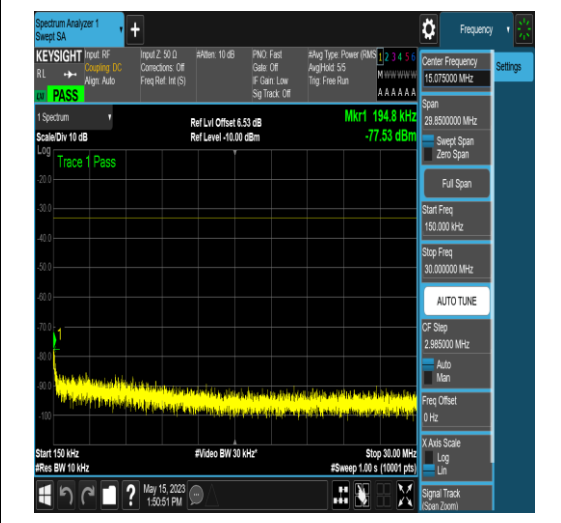 Spectrum Analyzer 1
Swept SA
Frequency
KEYSIGHT
RL
Input: RF
Coupling: DC
Align: Auto
Input Z: 50 Ω
Corrections: Off
Freq Ref: Int (S)
#Atten: 10 dB
PNO: Fast
Gate: Off
IF Gain: Low
Sig Track: Off
#Avg Type: Power (RMS
Avg|Hold: 5/5
Trig: Free Run
1 2 3 4 5 6
M W W W W W
A A A A A A
PASS
1 Spectrum
Scale/Div 10 dB
Ref Lvl Offset 6.53 dB
Ref Level -10.00 dBm
Mkr1 194.8 kHz
-77.53 dBm
Log
Trace 1 Pass
-20.0
-30.0
-40.0
-50.0
-60.0
-70.0
-80.0
-90.0
-100
1
Start 150 kHz
#Res BW 10 kHz
#Video BW 30 kHz*
Stop 30.00 MHz
#Sweep 1.00 s (10001 pts)
?
May 15, 2023
1:50:51 PM
Center Frequency
15.075000 MHz
Settings
Span
29.8500000 MHz
Swept Span
Zero Span
Full Span
Start Freq
150.000 kHz
Stop Freq
30.000000 MHz
AUTO TUNE
CF Step
2.985000 MHz
Auto
Man
Freq Offset
0 Hz
X Axis Scale
Log
Lin
Signal Track
(Span Zoom)